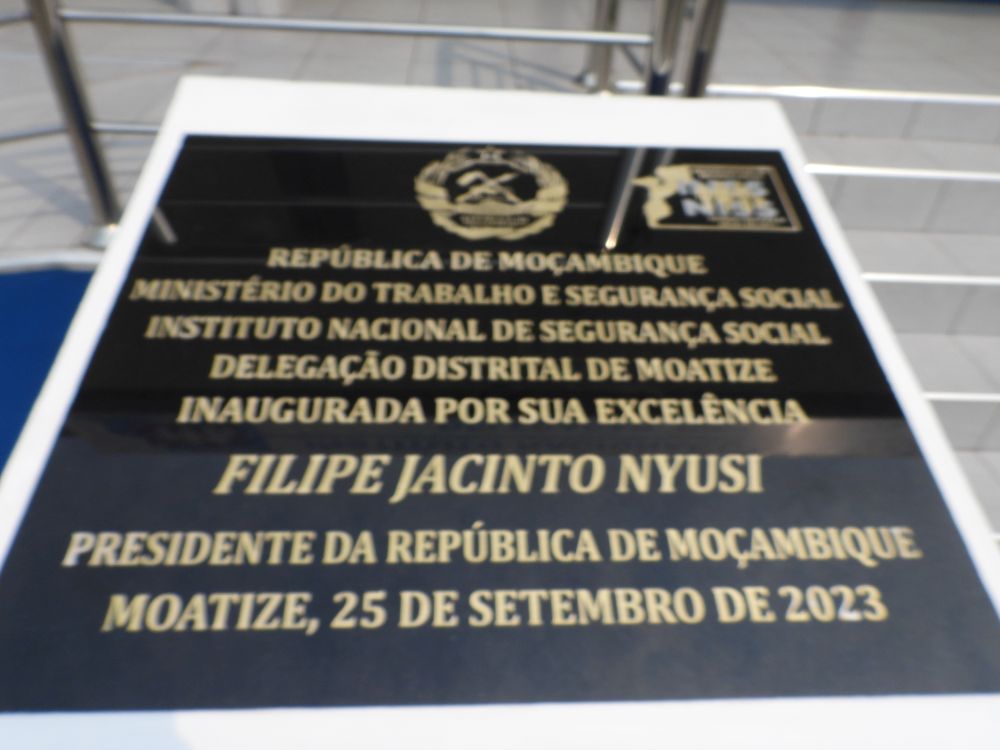 INSS
REPÚBLICA DE MOÇAMBIQUE
MINISTÉRIO DO TRABALHO E SEGURANÇA SOCIAL
INSTITUTO NACIONAL DE SEGURANÇA SOCIAL
DELEGAÇÃO DISTRITAL DE MOATIZE
INAUGURADA POR SUA EXCELÊNCIA
FILIPE JACINTO NYUSI
PRESIDENTE DA REPÚBLICA DE MOÇAMBIQUE
MOATIZE, 25 DE SETEMBRO DE 2023